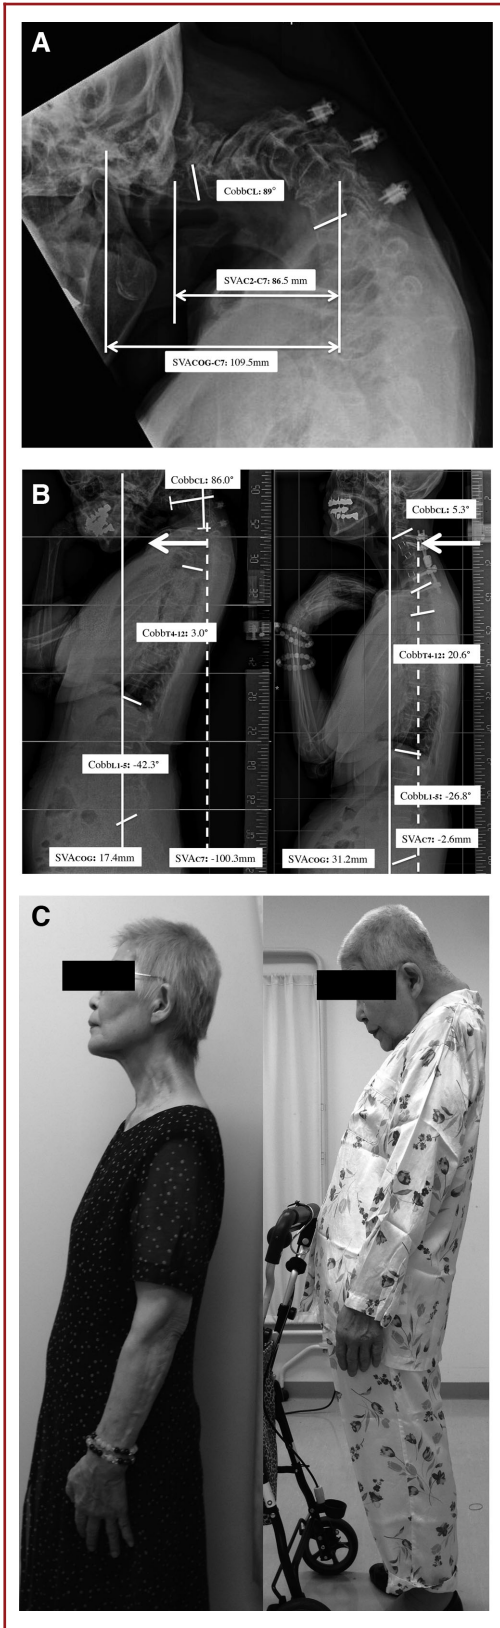 A
CobbCL: 89°
SVAC2-C7: 86.5 mm
SVACOG-C7: 109.5mm
B
CobbCL: 86.0°
CobbCL: 5.3°
CobbT4-12: 3.0°
CobbT4-12: 20.6°
CobbL1-5: -42.3°
CobbL1-5: -26.8°
SVAC7: -2.6mm
SVACOG: 17.4mm
SVAC7: -100.3mm
SVACOG: 31.2mm
C